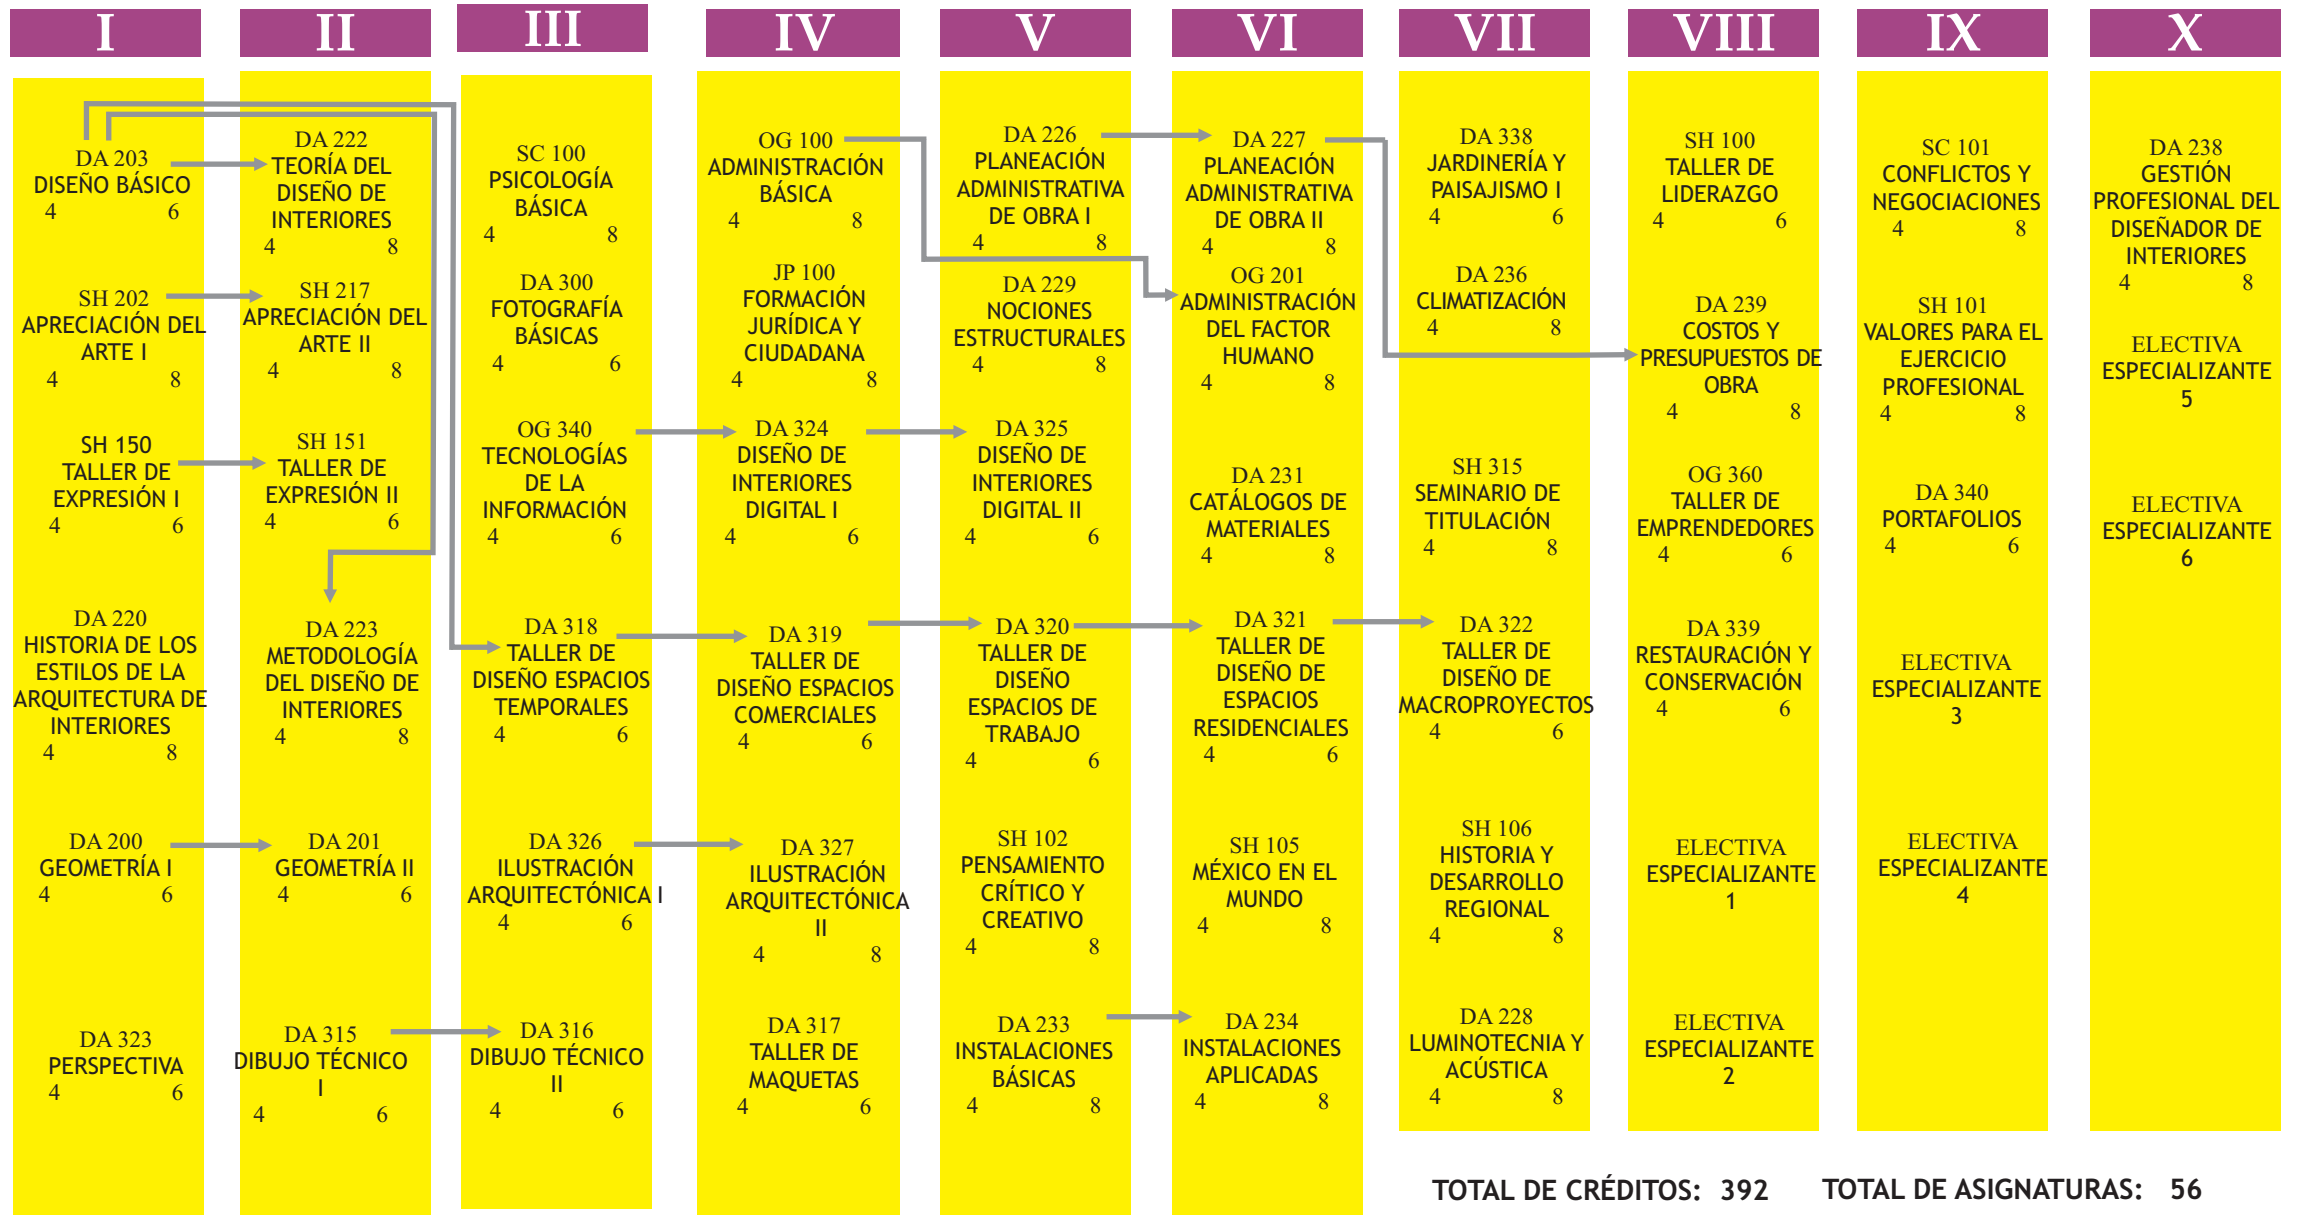 I
DA 203
DISEÑO BÁSICO
4 6
SH 202
APRECIACIÓN DEL
ARTE I
4 8
SH 150
TALLER DE
EXPRESIÓN I
4 6
DA 220
HISTORIA DE LOS
ESTILOS DE LA
ARQUITECTURA DE
INTERIORES
4 8
DA 200
GEOMETRÍA I
4 6
DA 323
PERSPECTIVA
4 6
II
DA 222
TEORÍA DEL
DISEÑO DE
INTERIORES
4 8
SH 217
APRECIACIÓN DEL
ARTE II
4 8
SH 151
TALLER DE
EXPRESIÓN II
4 6
DA 223
METODOLOGÍA
DEL DISEÑO DE
INTERIORES
4 8
DA 201
GEOMETRÍA II
4 6
DA 315
DIBUJO TÉCNICO
I
4 6
III
SC 100
PSICOLOGÍA
BÁSICA
4 8
DA 300
FOTOGRAFÍA
BÁSICAS
4 6
OG 340
TECNOLOGÍAS
DE LA
INFORMACIÓN
4 6
DA 318
TALLER DE
DISEÑO ESPACIOS
TEMPORALES
4 6
DA 326
ILUSTRACIÓN
ARQUITECTÓNICA I
4 6
DA 316
DIBUJO TÉCNICO
II
4 6
IV
OG 100
ADMINISTRACIÓN
BÁSICA
4 8
JP 100
FORMACIÓN
JURÍDICA Y
CIUDADANA
4 8
DA 324
DISEÑO DE
INTERIORES
DIGITAL I
4 6
DA 319
TALLER DE
DISEÑO ESPACIOS
COMERCIALES
4 6
DA 327
ILUSTRACIÓN
ARQUITECTÓNICA
II
4 8
DA 317
TALLER DE
MAQUETAS
4 6
V
DA 226
PLANEACIÓN
ADMINISTRATIVA
DE OBRA I
4 8
DA 229
NOCIONES
ESTRUCTURALES
4 8
DA 325
DISEÑO DE
INTERIORES
DIGITAL II
4 6
DA 320
TALLER DE
DISEÑO
ESPACIOS DE
TRABAJO
4 6
SH 102
PENSAMIENTO
CRÍTICO Y
CREATIVO
4 8
DA 233
INSTALACIONES
BÁSICAS
4 8
VI
DA 227
PLANEACIÓN
ADMINISTRATIVA
DE OBRA II
4 8
OG 201
ADMINISTRACIÓN
DEL FACTOR
HUMANO
4 8
DA 231
CATÁLOGOS DE
MATERIALES
4 8
DA 321
TALLER DE
DISEÑO DE
ESPACIOS
RESIDENCIALES
4 6
SH 105
MÉXICO EN EL
MUNDO
4 8
DA 234
INSTALACIONES
APLICADAS
4 8
VII
DA 338
JARDINERÍA Y
PAISAJISMO I
4 6
DA 236
CLIMATIZACIÓN
4 8
SH 315
SEMINARIO DE
TITULACIÓN
4 8
DA 322
TALLER DE
DISEÑO DE
MACROPROYECTOS
4 6
SH 106
HISTORIA Y
DESARROLLO
REGIONAL
4 8
DA 228
LUMINOTECNIA Y
ACÚSTICA
4 8
VIII
SH 100
TALLER DE
LIDERAZGO
4 6
DA 239
COSTOS Y
PRESUPUESTOS DE
OBRA
4 8
OG 360
TALLER DE
EMPRENDEDORES
4 6
DA 339
RESTAURACIÓN Y
CONSERVACIÓN
4 6
ELECTIVA
ESPECIALIZANTE
1
ELECTIVA
ESPECIALIZANTE
2
IX
SC 101
CONFLICTOS Y
NEGOCIACIONES
4 8
SH 101
VALORES PARA EL
EJERCICIO
PROFESIONAL
4 8
DA 340
PORTAFOLIOS
4 6
ELECTIVA
ESPECIALIZANTE
3
ELECTIVA
ESPECIALIZANTE
4
X
DA 238
GESTIÓN
PROFESIONAL DEL
DISEÑADOR DE
INTERIORES
4 8
ELECTIVA
ESPECIALIZANTE
5
ELECTIVA
ESPECIALIZANTE
6
TOTAL DE CRÉDITOS: 392 TOTAL DE ASIGNATURAS: 56